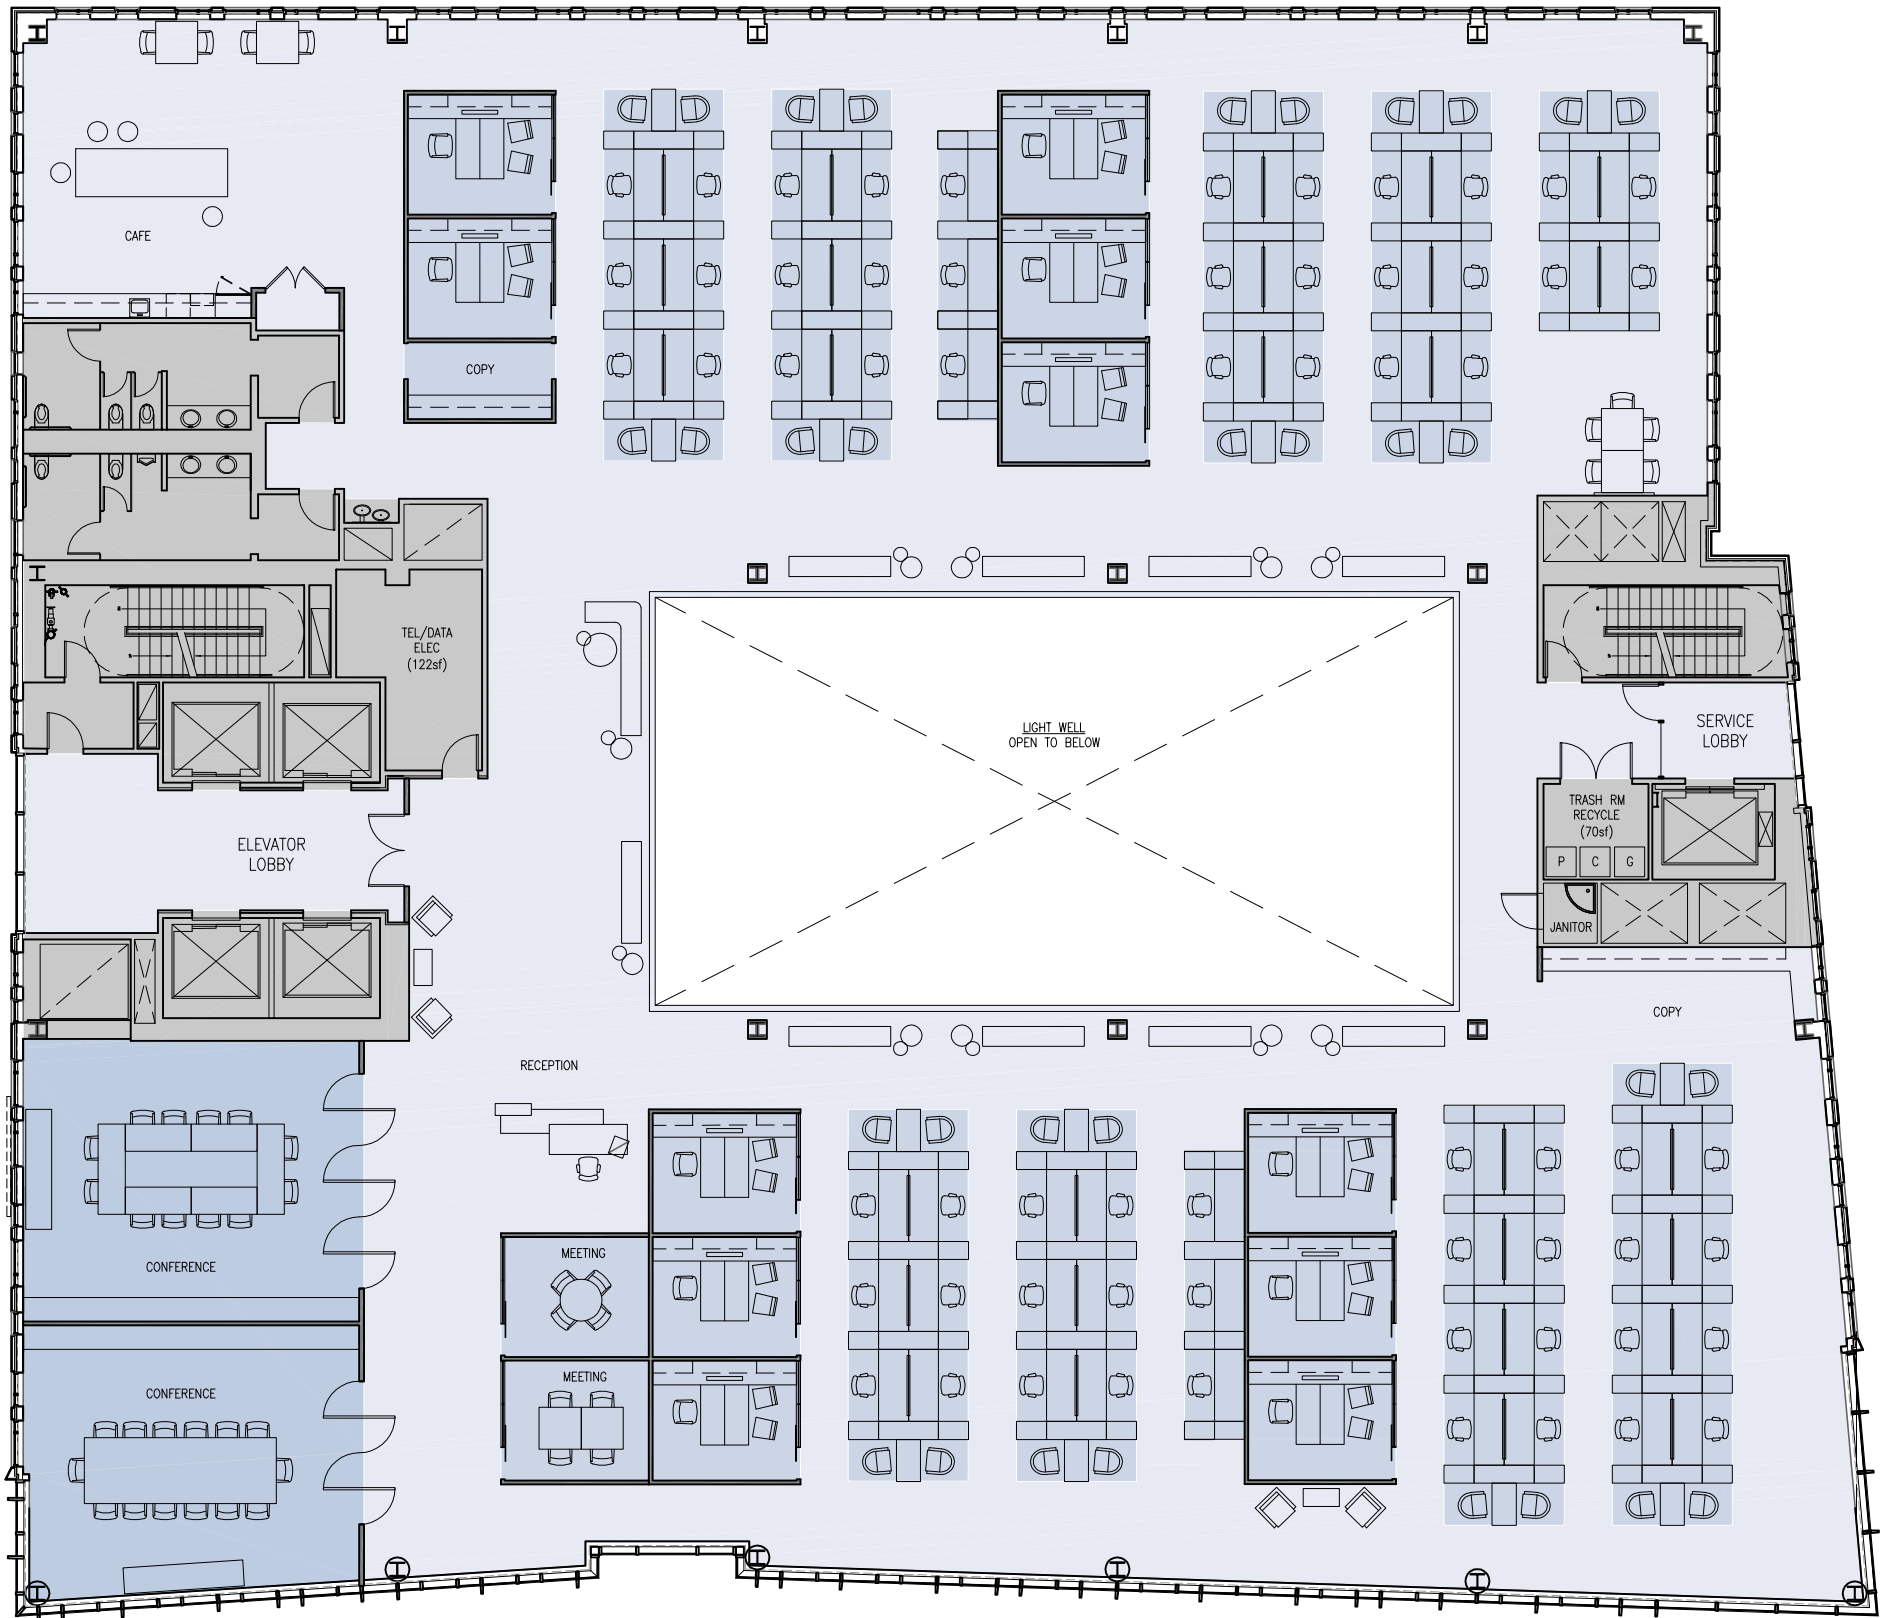 CAFE
COPY
TEL/DATA
ELEC
(122sf)
LIGHT WELL
OPEN TO BELOW
SERVICE
LOBBY
TRASH RM
RECYCLE
(70sf)
P C G
JANITOR
ELEVATOR
LOBBY
COPY
RECEPTION
MEETING
CONFERENCE
MEETING
CONFERENCE